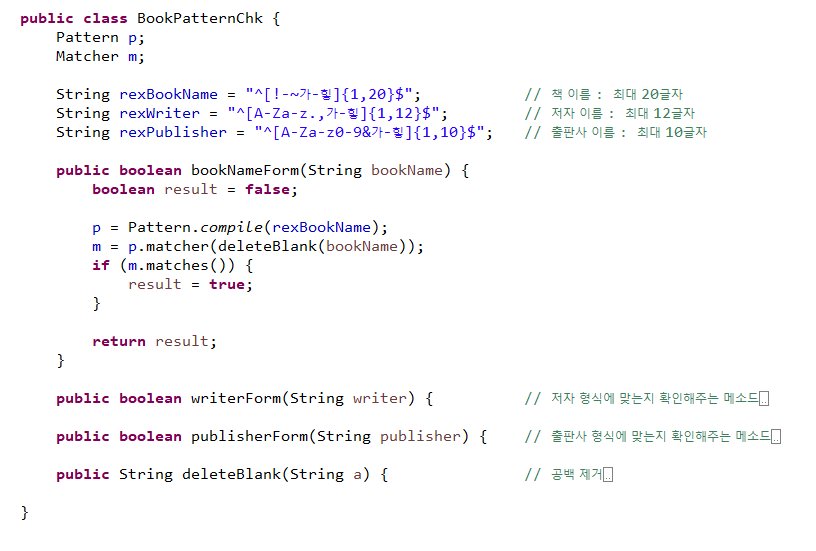 public class BookPatternChk {
Pattern p;
Matcher m;
String rexBookName = "^[!-~가-힣]{1,20}$"; // 책 이름 : 최대 20글자
String rexWriter = "^[A-Za-z.,가-힣]{1,12}$"; // 저자 이름 : 최대 12글자
String rexPublisher = "^[A-Za-z0-9&가-힣]{1,10}$"; // 출판사 이름 : 최대 10글자
public boolean bookNameForm(String bookName) {
boolean result = false;
p = Pattern.compile(rexBookName);
m = p.matcher(deleteBlank(bookName));
if (m.matches()) {
result = true;
}
return result;
}
public boolean writerForm(String writer) { // 저자 형식에 맞는지 확인해주는 메소드..
public boolean publisherForm(String publisher) { // 출판사 형식에 맞는지 확인해주는 메소드..
public String deleteBlank(String a) { // 공백 제거..
}